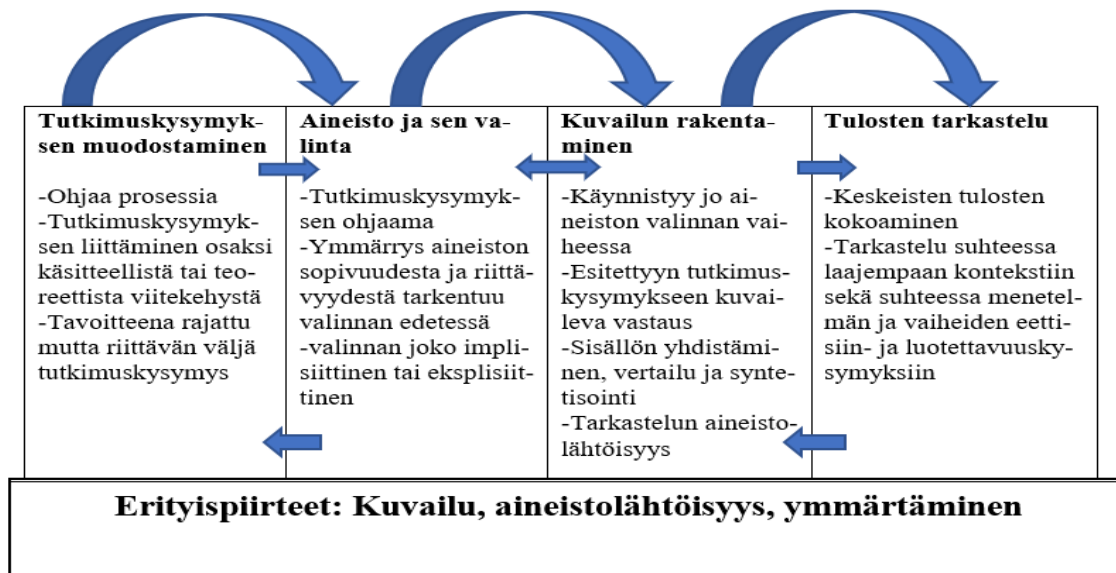 Tutkimuskysymyk-
sen muodostaminen
-Ohjaa prosessia
-Tutkimuskysymyk-
sen liittäminen osaksi
käsitteellistä tai teo-
reettista viitekehystä
-Tavoitteena rajattu
mutta riittävän väljä
tutkimuskysymys
Aineisto ja sen va-
linta
-Tutkimuskysymyk-
sen ohjaama
-Ymmärrys aineiston
sopivuudesta ja riittä-
vyydestä tarkentuu
valinnan edetessä
-valinnan joko impli-
siittinen tai eksplisiit-
tinen
Kuvailun rakenta-
minen
-Käynnistyy jo ai-
neiston valinnan vai-
heessa
-Esitettyyn tutkimus-
kysymykseen kuvai-
leva vastaus
-Sisällön yhdistämi-
nen, vertailu ja synte-
tisointi
-Tarkastelun aineisto-
lähtöisyys
Tulosten tarkastelu
-Keskeisten tulosten
kokoaminen
-Tarkastelu suhteessa
laajempaan kontekstiin
sekä suhteessa menetel-
män ja vaiheiden eetti-
siin- ja luotettavuusky-
symyksiin
Erityispiirteet: Kuvailu, aineistolähtöisyys, ymmärtäminen